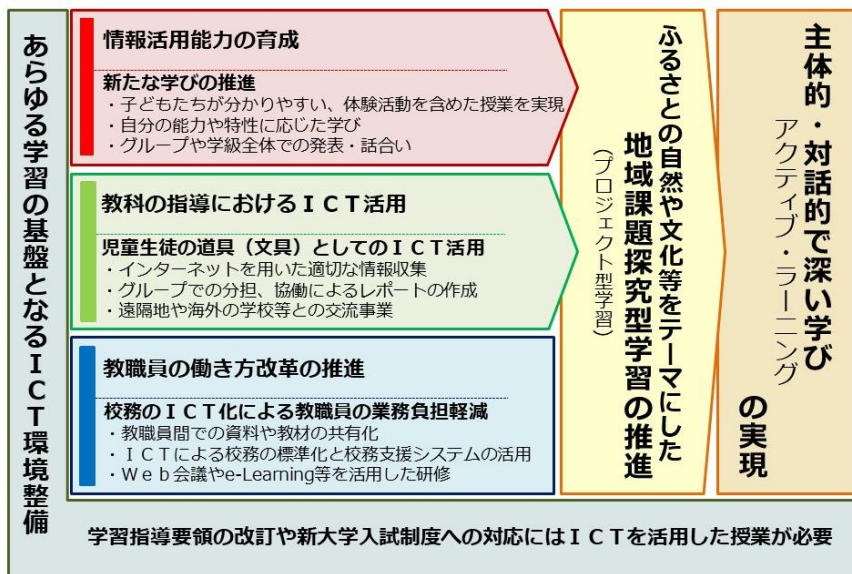 あらゆる学習の基盤となるＩＣＴ環境整備
情報活用能力の育成
新たな学びの推進
・子どもたちが分かりやすい、体験活動を含めた授業を実現
・自分の能力や特性に応じた学び
・グループや学級全体での発表・話合い
教科の指導におけるＩＣＴ活用
児童生徒の道具（文具）としてのＩＣＴ活用
・インターネットを用いた適切な情報収集
・グループでの分担、協働によるレポートの作成
・遠隔地や海外の学校等との交流事業
教職員の働き方改革の推進
校務のＩＣＴ化による教職員の業務負担軽減
・教職員間での資料や教材の共有化
・ＩＣＴによる校務の標準化と校務支援システムの活用
・Ｗｅｂ会議やe-Learning等を活用した研修
ふるさとの自然や文化等をテーマにした
地域課題探究型学習の推進
（プロジェクト型学習）
主体的・対話的で深い学び
アクティブ・ラーニング
の実現
学習指導要領の改訂や新大学入試制度への対応にはＩＣＴを活用した授業が必要